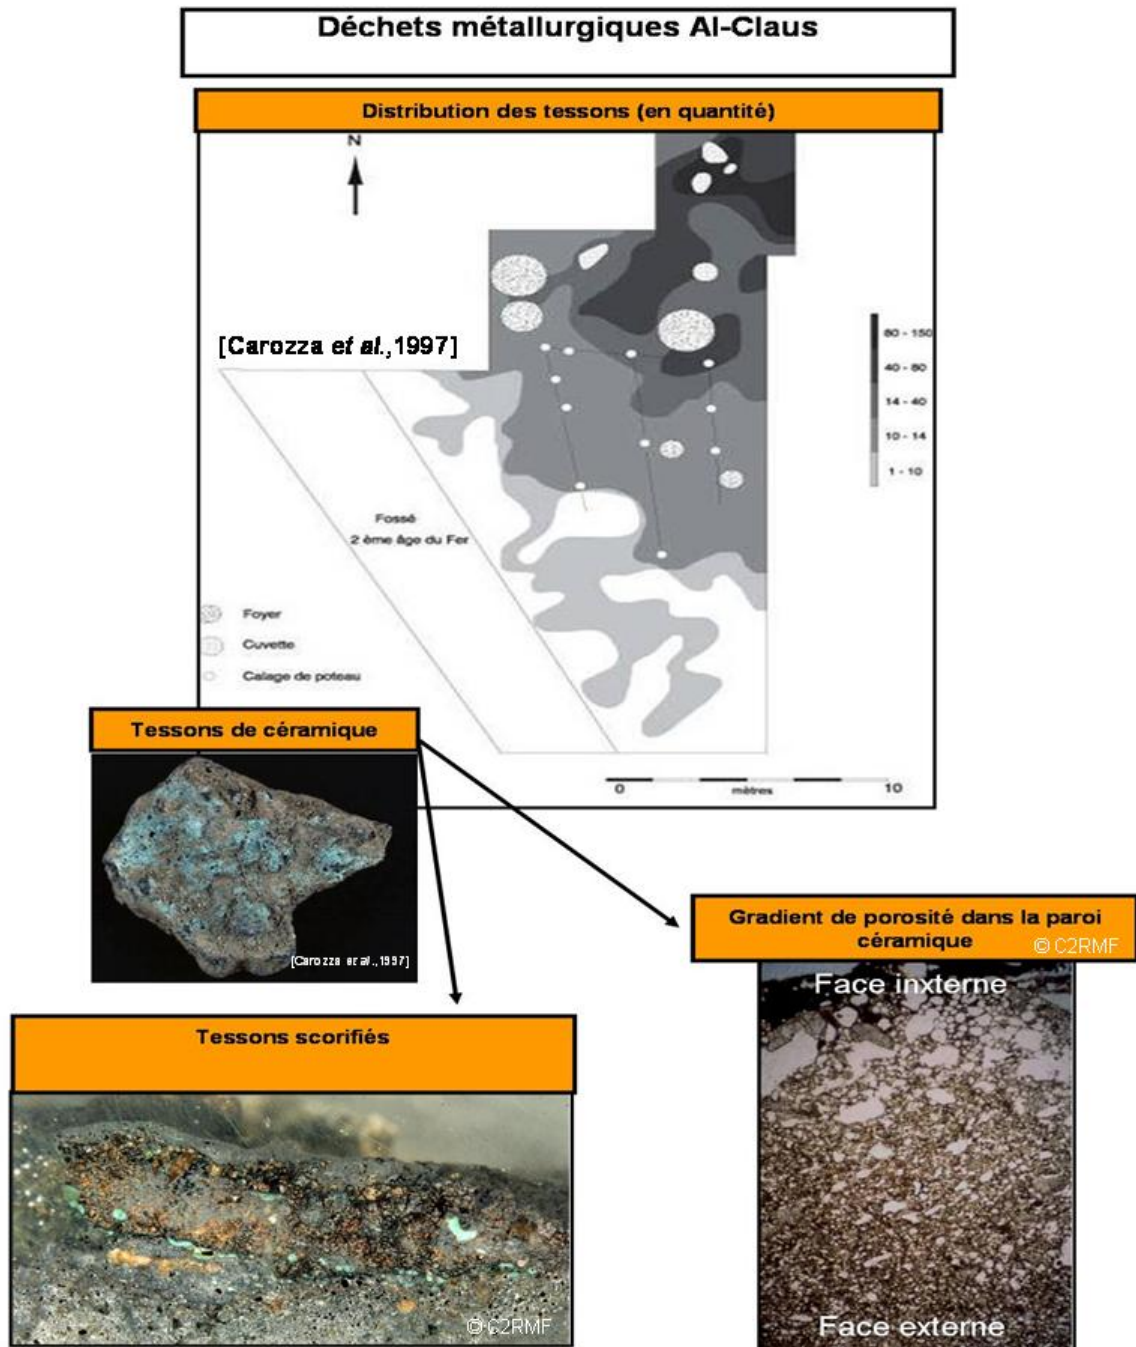 Déchets métallurgiques Al-Claus
Distribution des tessons (en quantité)
N
[Carozza et al.,1997]
60 - 150
40 - 60
14 - 40
10 - 14
1 - 10
Fossé
2 ème âge du Fer
Foyer
Cuvette
Calage de poteau
0
mètres
10
Tessons de céramique
[Carozza et al.,1997]
Gradient de porosité dans la paroi
céramique
© C2RMF
Face inxterne
Face externe
Tessons scorifiés
© C2RMF